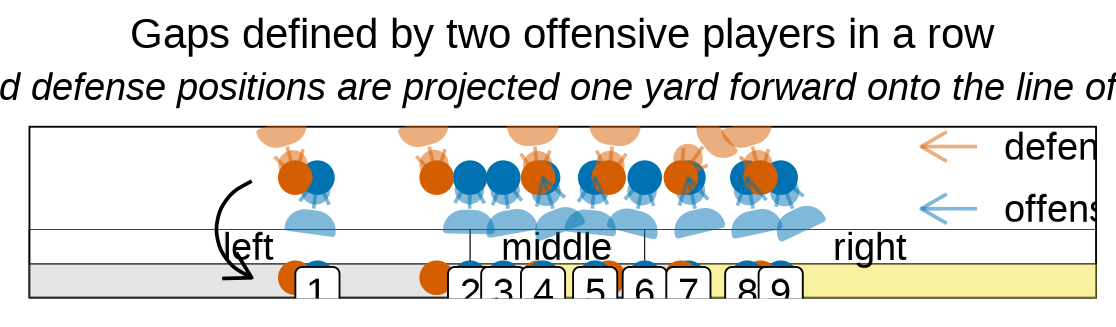 Gaps defined by two offensive players in a row
d defense positions are projected one yard forward onto the line of
defen
offens
left middle right
1 2 3 4 5 6 7 8 9